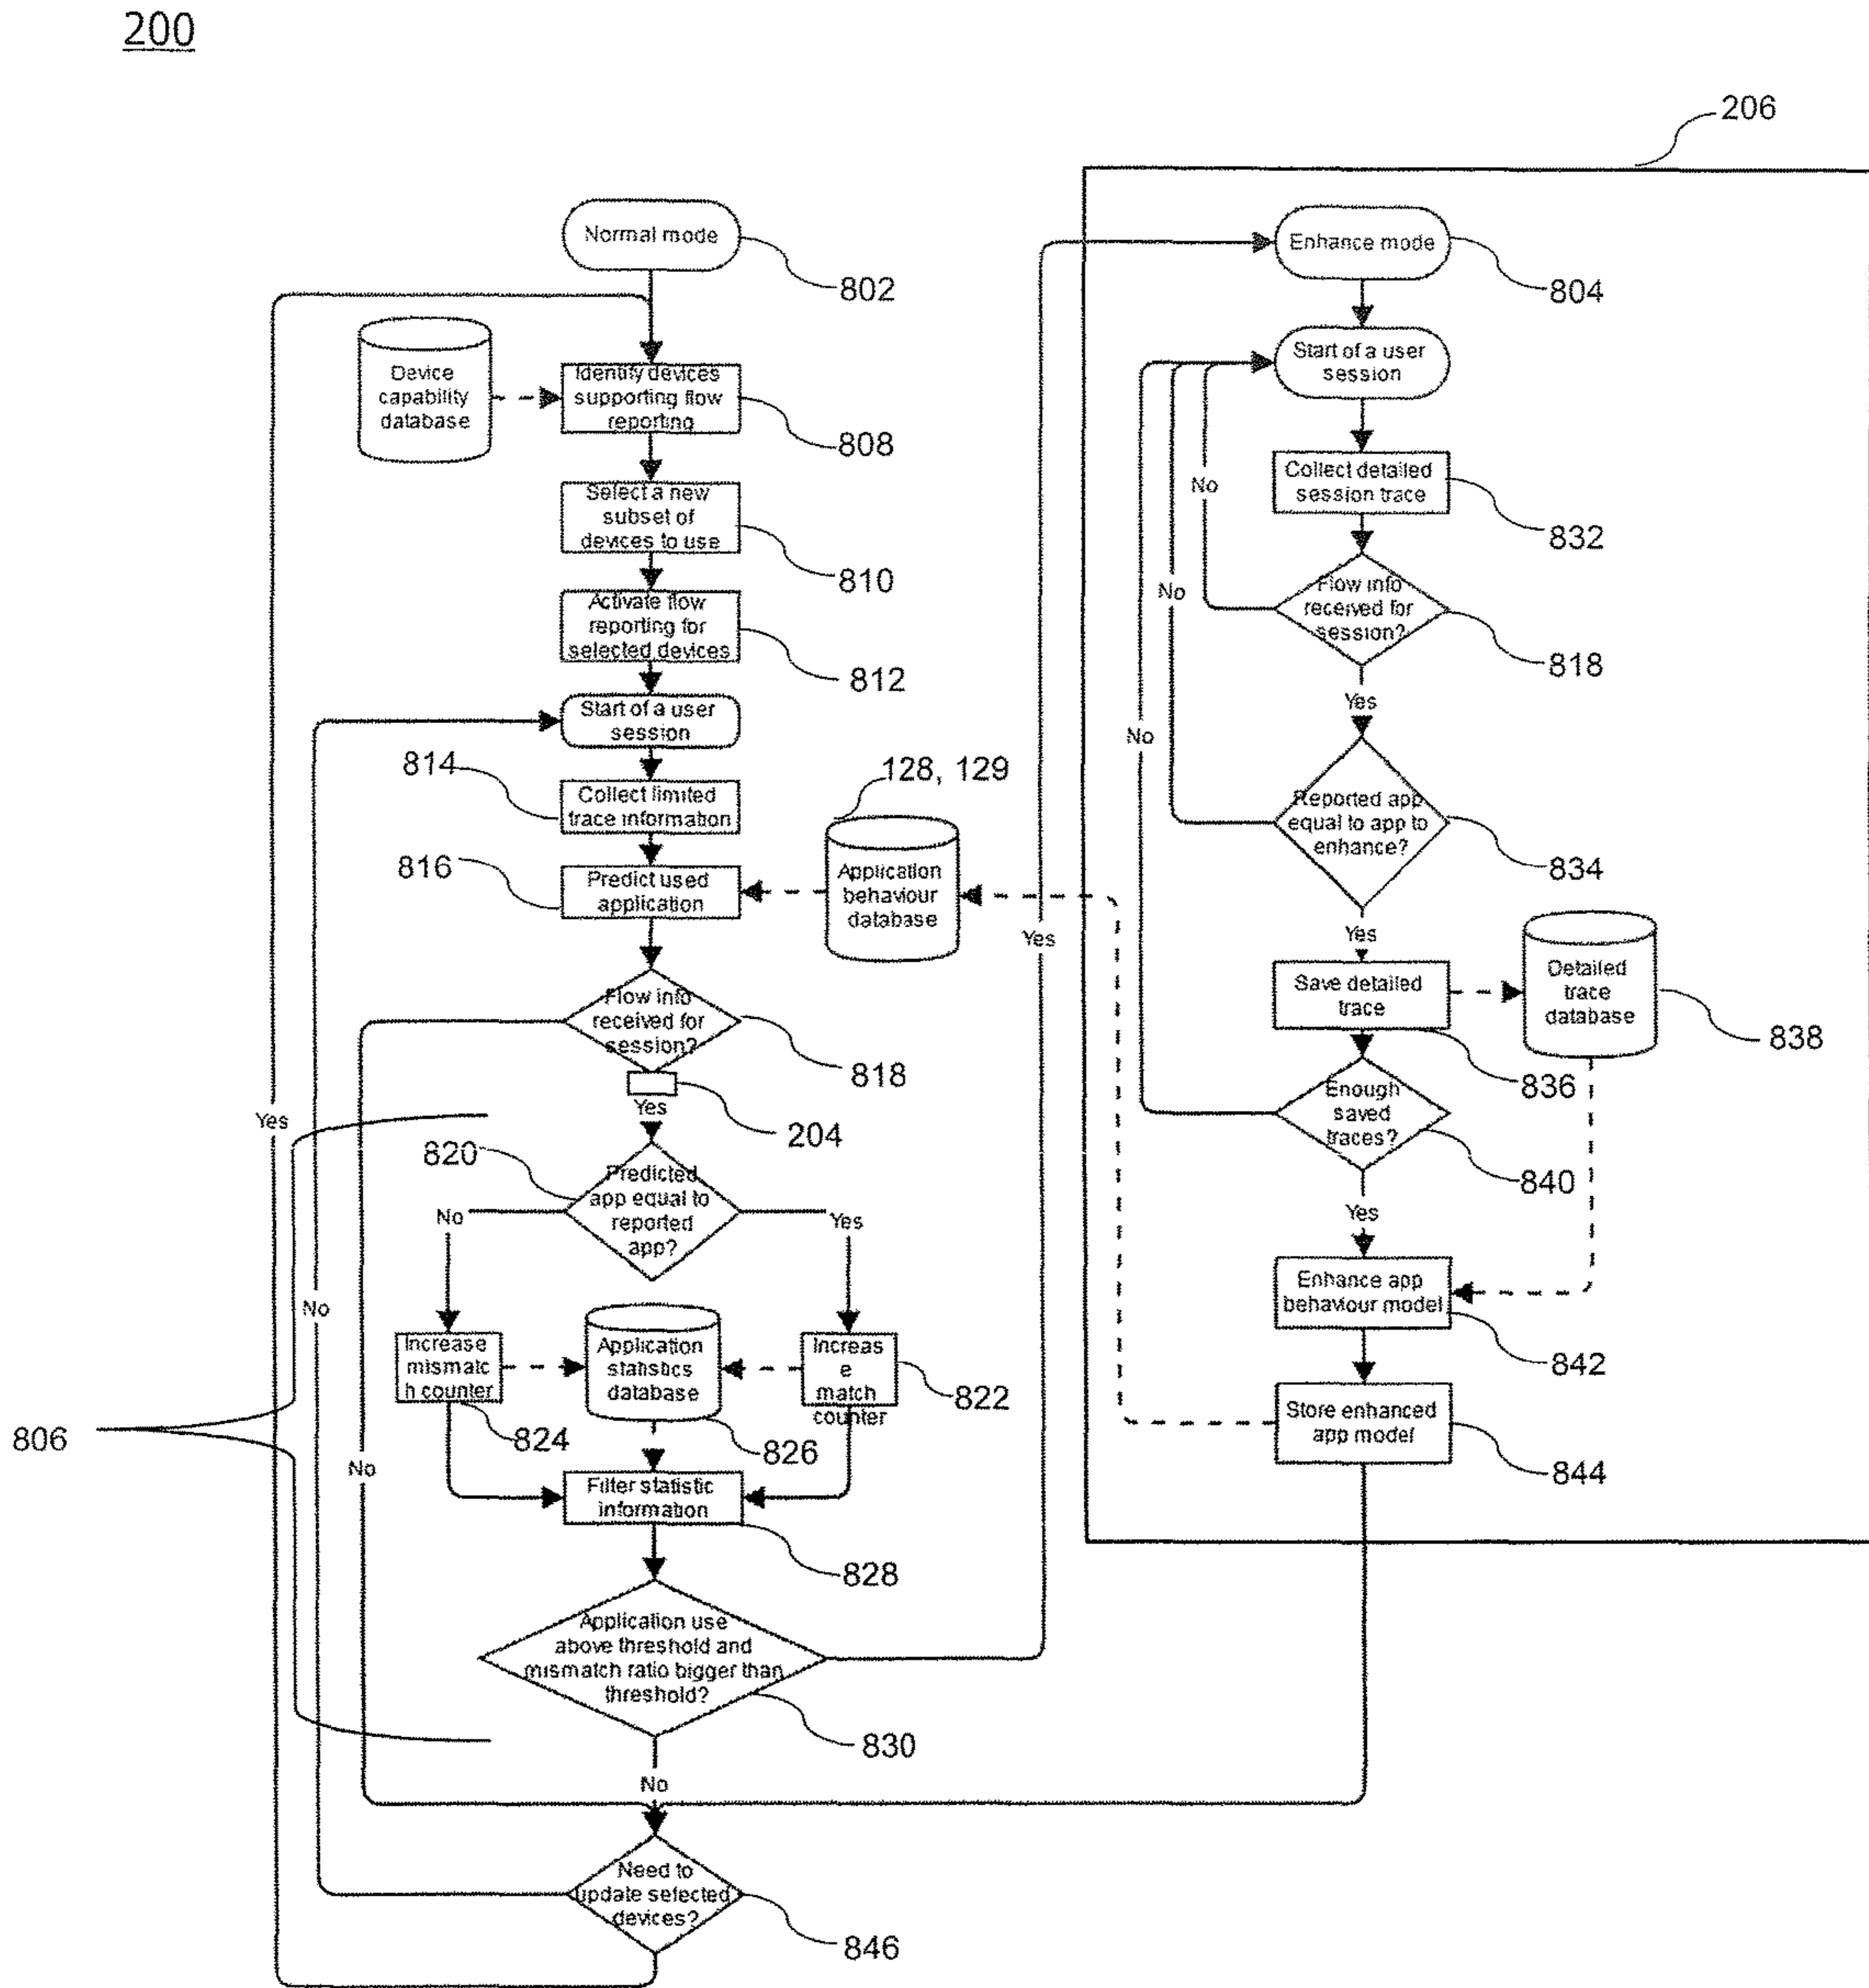 200
206
Normal mode
802
Device
capability
database
Identify devices
supporting flow
reporting
808
Select a new
subset of
devices to use
810
Activate flow
reporting for
selected devices
812
Start of a user
session
814
Collect limited
trace information
816
Predict used
application
128, 129
Application
behaviour
database
Flow info
received for
session?
818
Yes
204
820
Predicted
app equal to
reported
app?
No
Yes
Increase
mismatc
h counter
824
Application
statistics
database
826
Increas
e
match
counter
822
806
Filter statistic
information
828
Application use
above threshold and
mismatch ratio bigger than
threshold?
830
No
Need to
update selected
devices?
846
Yes
No
No
Yes
Enhance mode
804
Start of a user
session
Collect detailed
session trace
832
No
Flow info
received for
session?
818
Yes
No
Reported app
equal to app to
enhance?
834
Yes
No
Save detailed
trace
836
Detailed
trace
database
838
Enough
saved
traces?
840
Yes
Enhance app
behaviour model
842
Store enhanced
app model
844